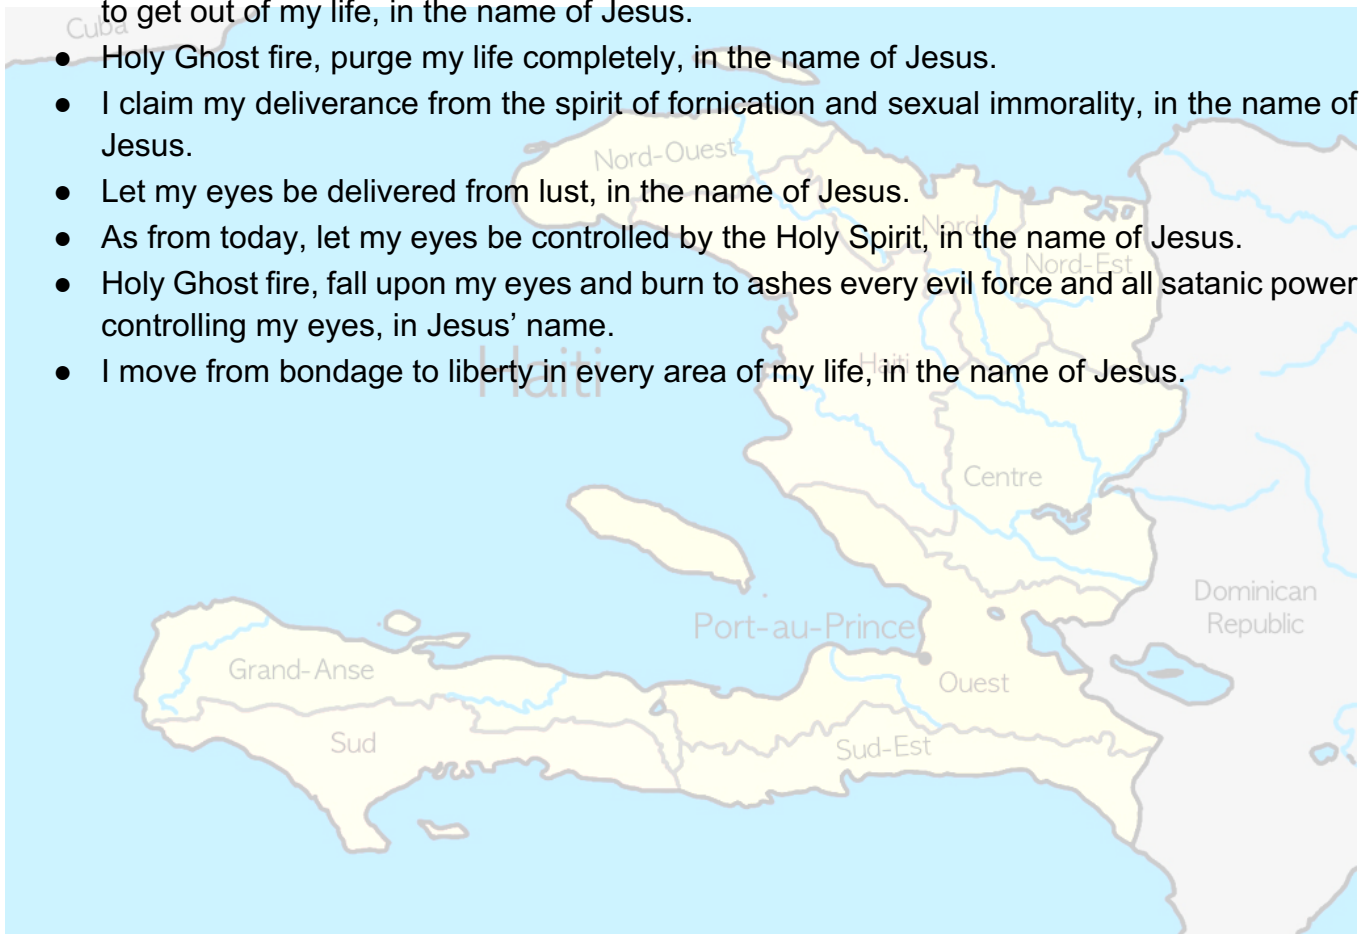 to get out of my life, in the name of Jesus.
Cuba
● Holy Ghost fire, purge my life completely, in the name of Jesus.
● I claim my deliverance from the spirit of fornication and sexual immorality, in the name of
Jesus.
Nord-Ouest
● Let my eyes be delivered from lust, in the name of Jesus.
Nord
● As from today, let my eyes be controlled by the Holy Spirit, in the name of Jesus.
Nord-Est
● Holy Ghost fire, fall upon my eyes and burn to ashes every evil force and all satanic power
controlling my eyes, in Jesus’ name.
Haiti
Haiti
● I move from bondage to liberty in every area of my life, in the name of Jesus.
Centre
Dominican
Republic
Port-au-Prince
Grand-Anse
Ouest
Sud
Sud-Est